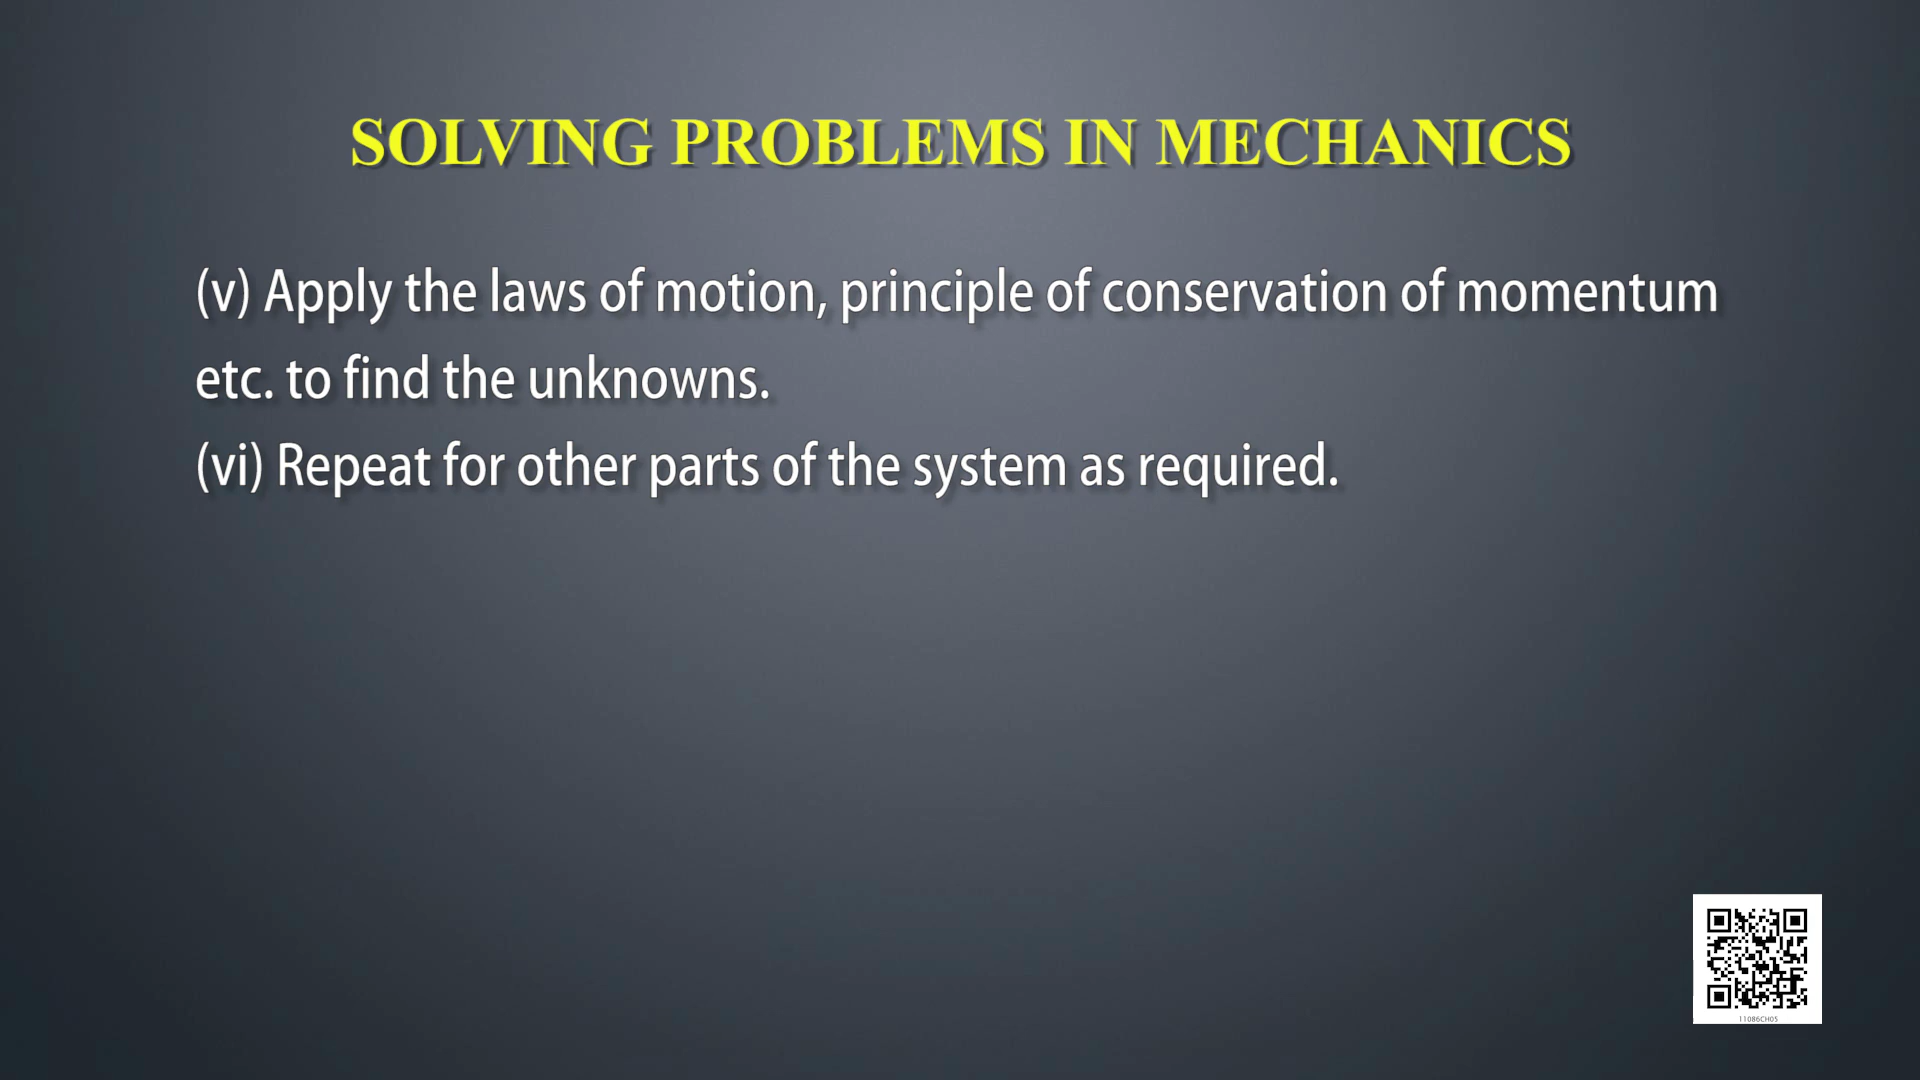 SOLVING PROBLEMS IN MECHANICS
(v) Apply the laws of motion, principle of conservation of momentum
etc. to find the unknowns.
(vi) Repeat for other parts of the system as required.
11086CH05